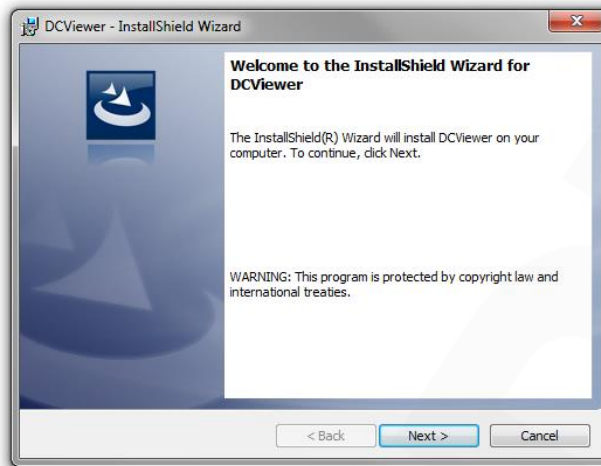 DCViewer - InstallShield Wizard
Welcome to the InstallShield Wizard for
DCViewer
The InstallShield(R) Wizard will install DCViewer on your
computer. To continue, click Next.
WARNING: This program is protected by copyright law and
international treaties.
< Back
Next >
Cancel